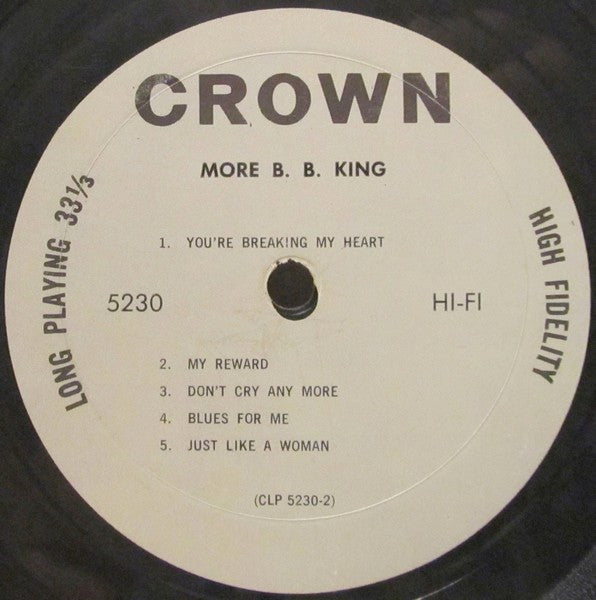 CROWN
MORE B. B. KING
1. YOU'RE BREAKING MY HEART
LONG PLAYING 33⅓
5230
HI-FI
HIGH FIDELITY
2. MY REWARD
3. DON'T CRY ANY MORE
4. BLUES FOR ME
5. JUST LIKE A WOMAN
(CLP 5230-2)